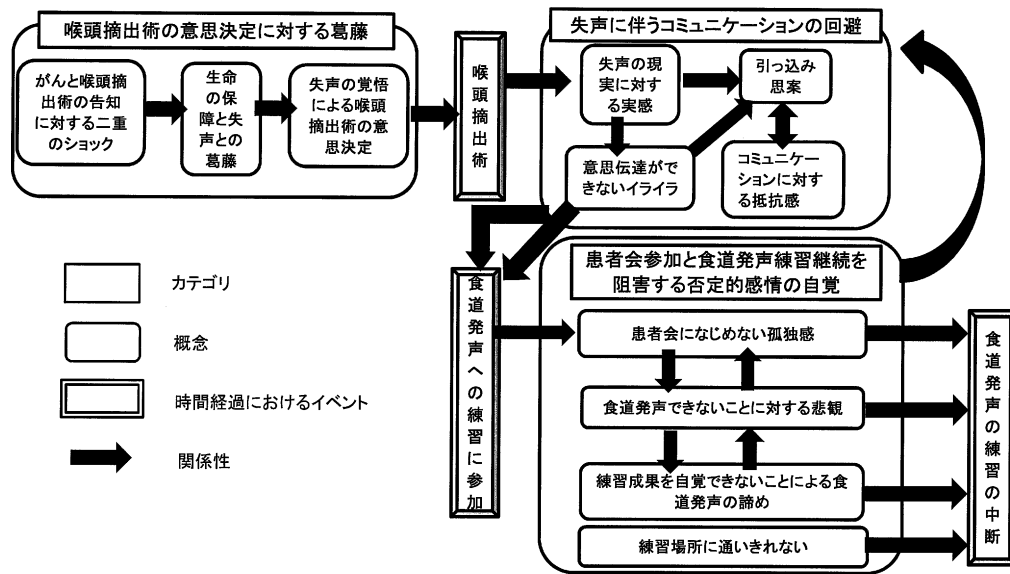 喉頭摘出術の意思決定に対する葛藤
がんと喉頭摘
出術の告知
に対する二重
のショック
生命
の保
障と失
声との
葛藤
失声の覚悟
による喉頭
摘出術の意
思決定
喉頭摘出術
失声に伴うコミュニケーションの回避
失声の現
実に対す
る実感
引っ込み
思案
意思伝達がで
きないイライラ
コミュニケー
ションに対す
る抵抗感
カテゴリ
概念
時間経過におけるイベント
関係性
食道発声への練習に参加
患者会参加と食道発声練習継続を
阻害する否定的感情の自覚
患者会になじめない孤独感
食道発声できないことに対する悲観
練習成果を自覚できないことによる食
道発声の諦め
練習場所に通いきれない
食道発声の練習の中断